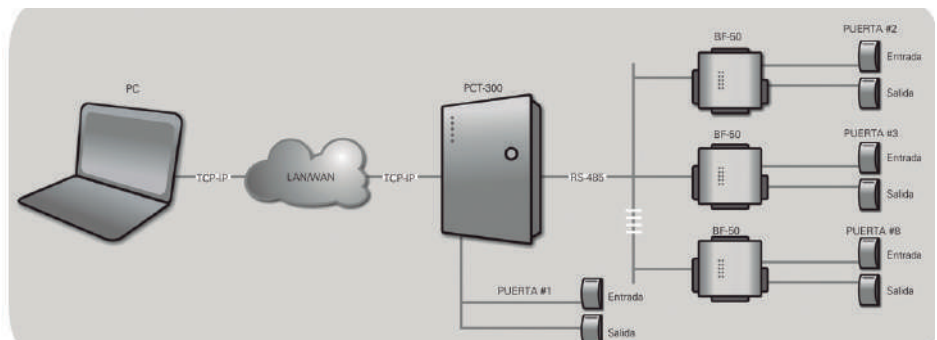 PC
TCP-IP
LAN/WAN
TCP-IP
PCT-300
RS-485
PUERTA #1
Entrada
Salida
BF-50
PUERTA #2
Entrada
Salida
BF-50
PUERTA #3
Entrada
Salida
BF-50
PUERTA #8
Entrada
Salida